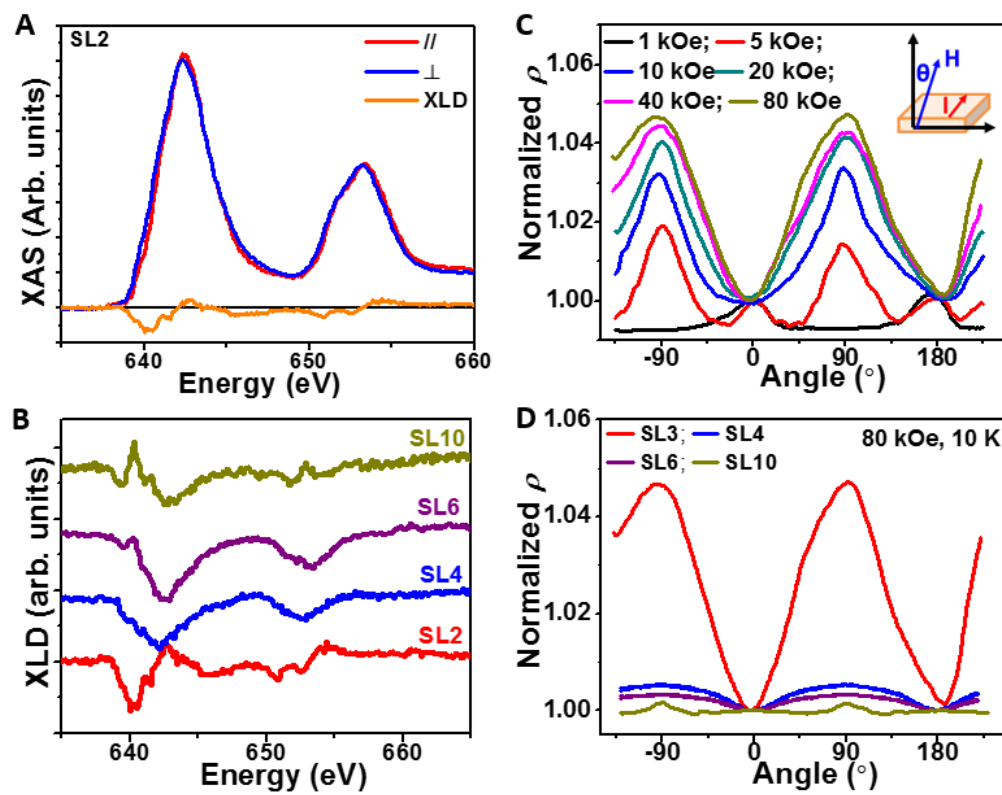 A
SL2
//
⊥
XLD
XAS (Arb. units)
640
650
660
Energy (eV)
B
SL10
SL6
SL4
SL2
XLD (arb. units)
640
650
660
Energy (eV)
C
1 kOe; 5 kOe;
10 kOe 20 kOe;
40 kOe; 80 kOe
θ H
I
Normalized ρ
1.06
1.04
1.02
1.00
-90 0 90 180
Angle (°)
D
SL3; SL4
SL6; SL10
80 kOe, 10 K
Normalized ρ
1.06
1.04
1.02
1.00
-90 0 90 180
Angle (°)